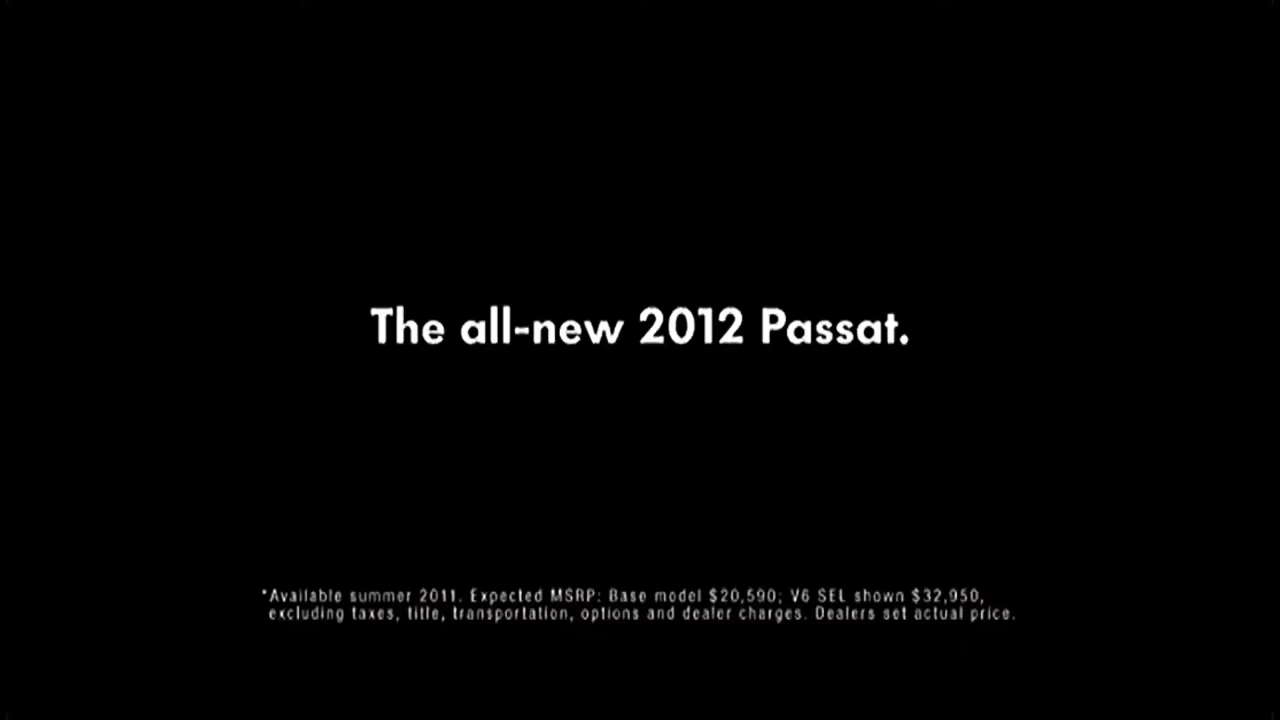 The all-new 2012 Passat.
*Available summer 2011. Expected MSRP: Base model $20,590; V6 SEL shown $32,950,
excluding taxes, title, transportation, options and dealer charges. Dealers set actual price.